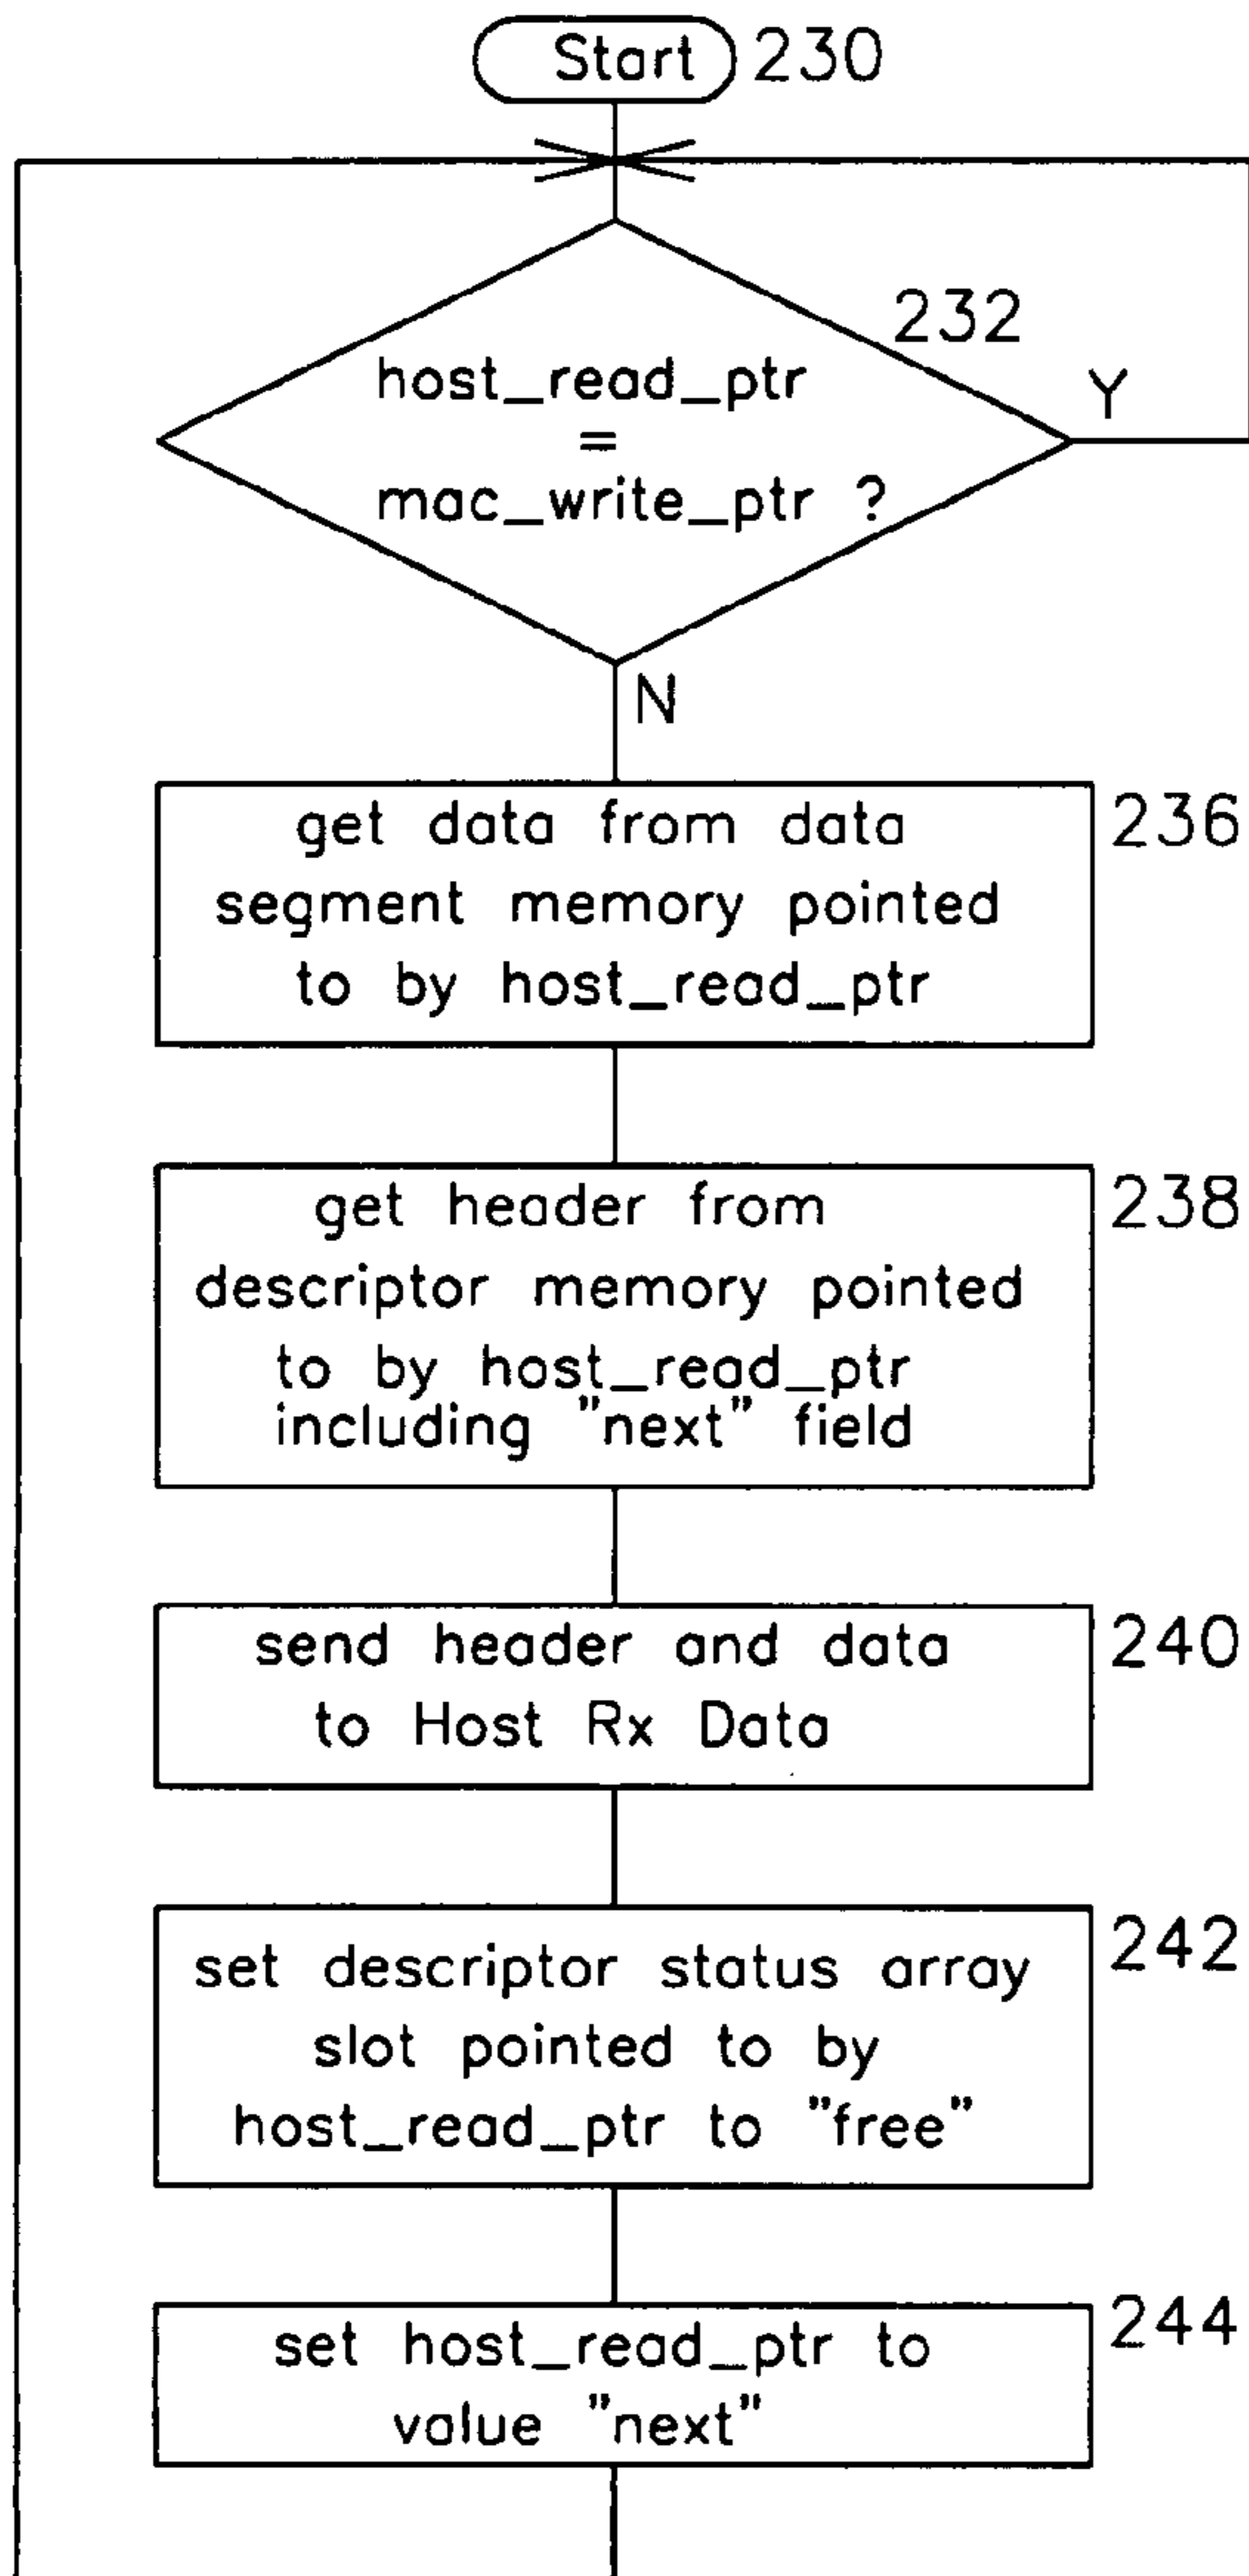 Start 230
232
host_read_ptr
=
mac_write_ptr ?
Y
N
get data from data 236
segment memory pointed
to by host_read_ptr
get header from 238
descriptor memory pointed
to by host_read_ptr
including "next" field
send header and data 240
to Host Rx Data
set descriptor status array 242
slot pointed to by
host_read_ptr to "free"
set host_read_ptr to 244
value "next"